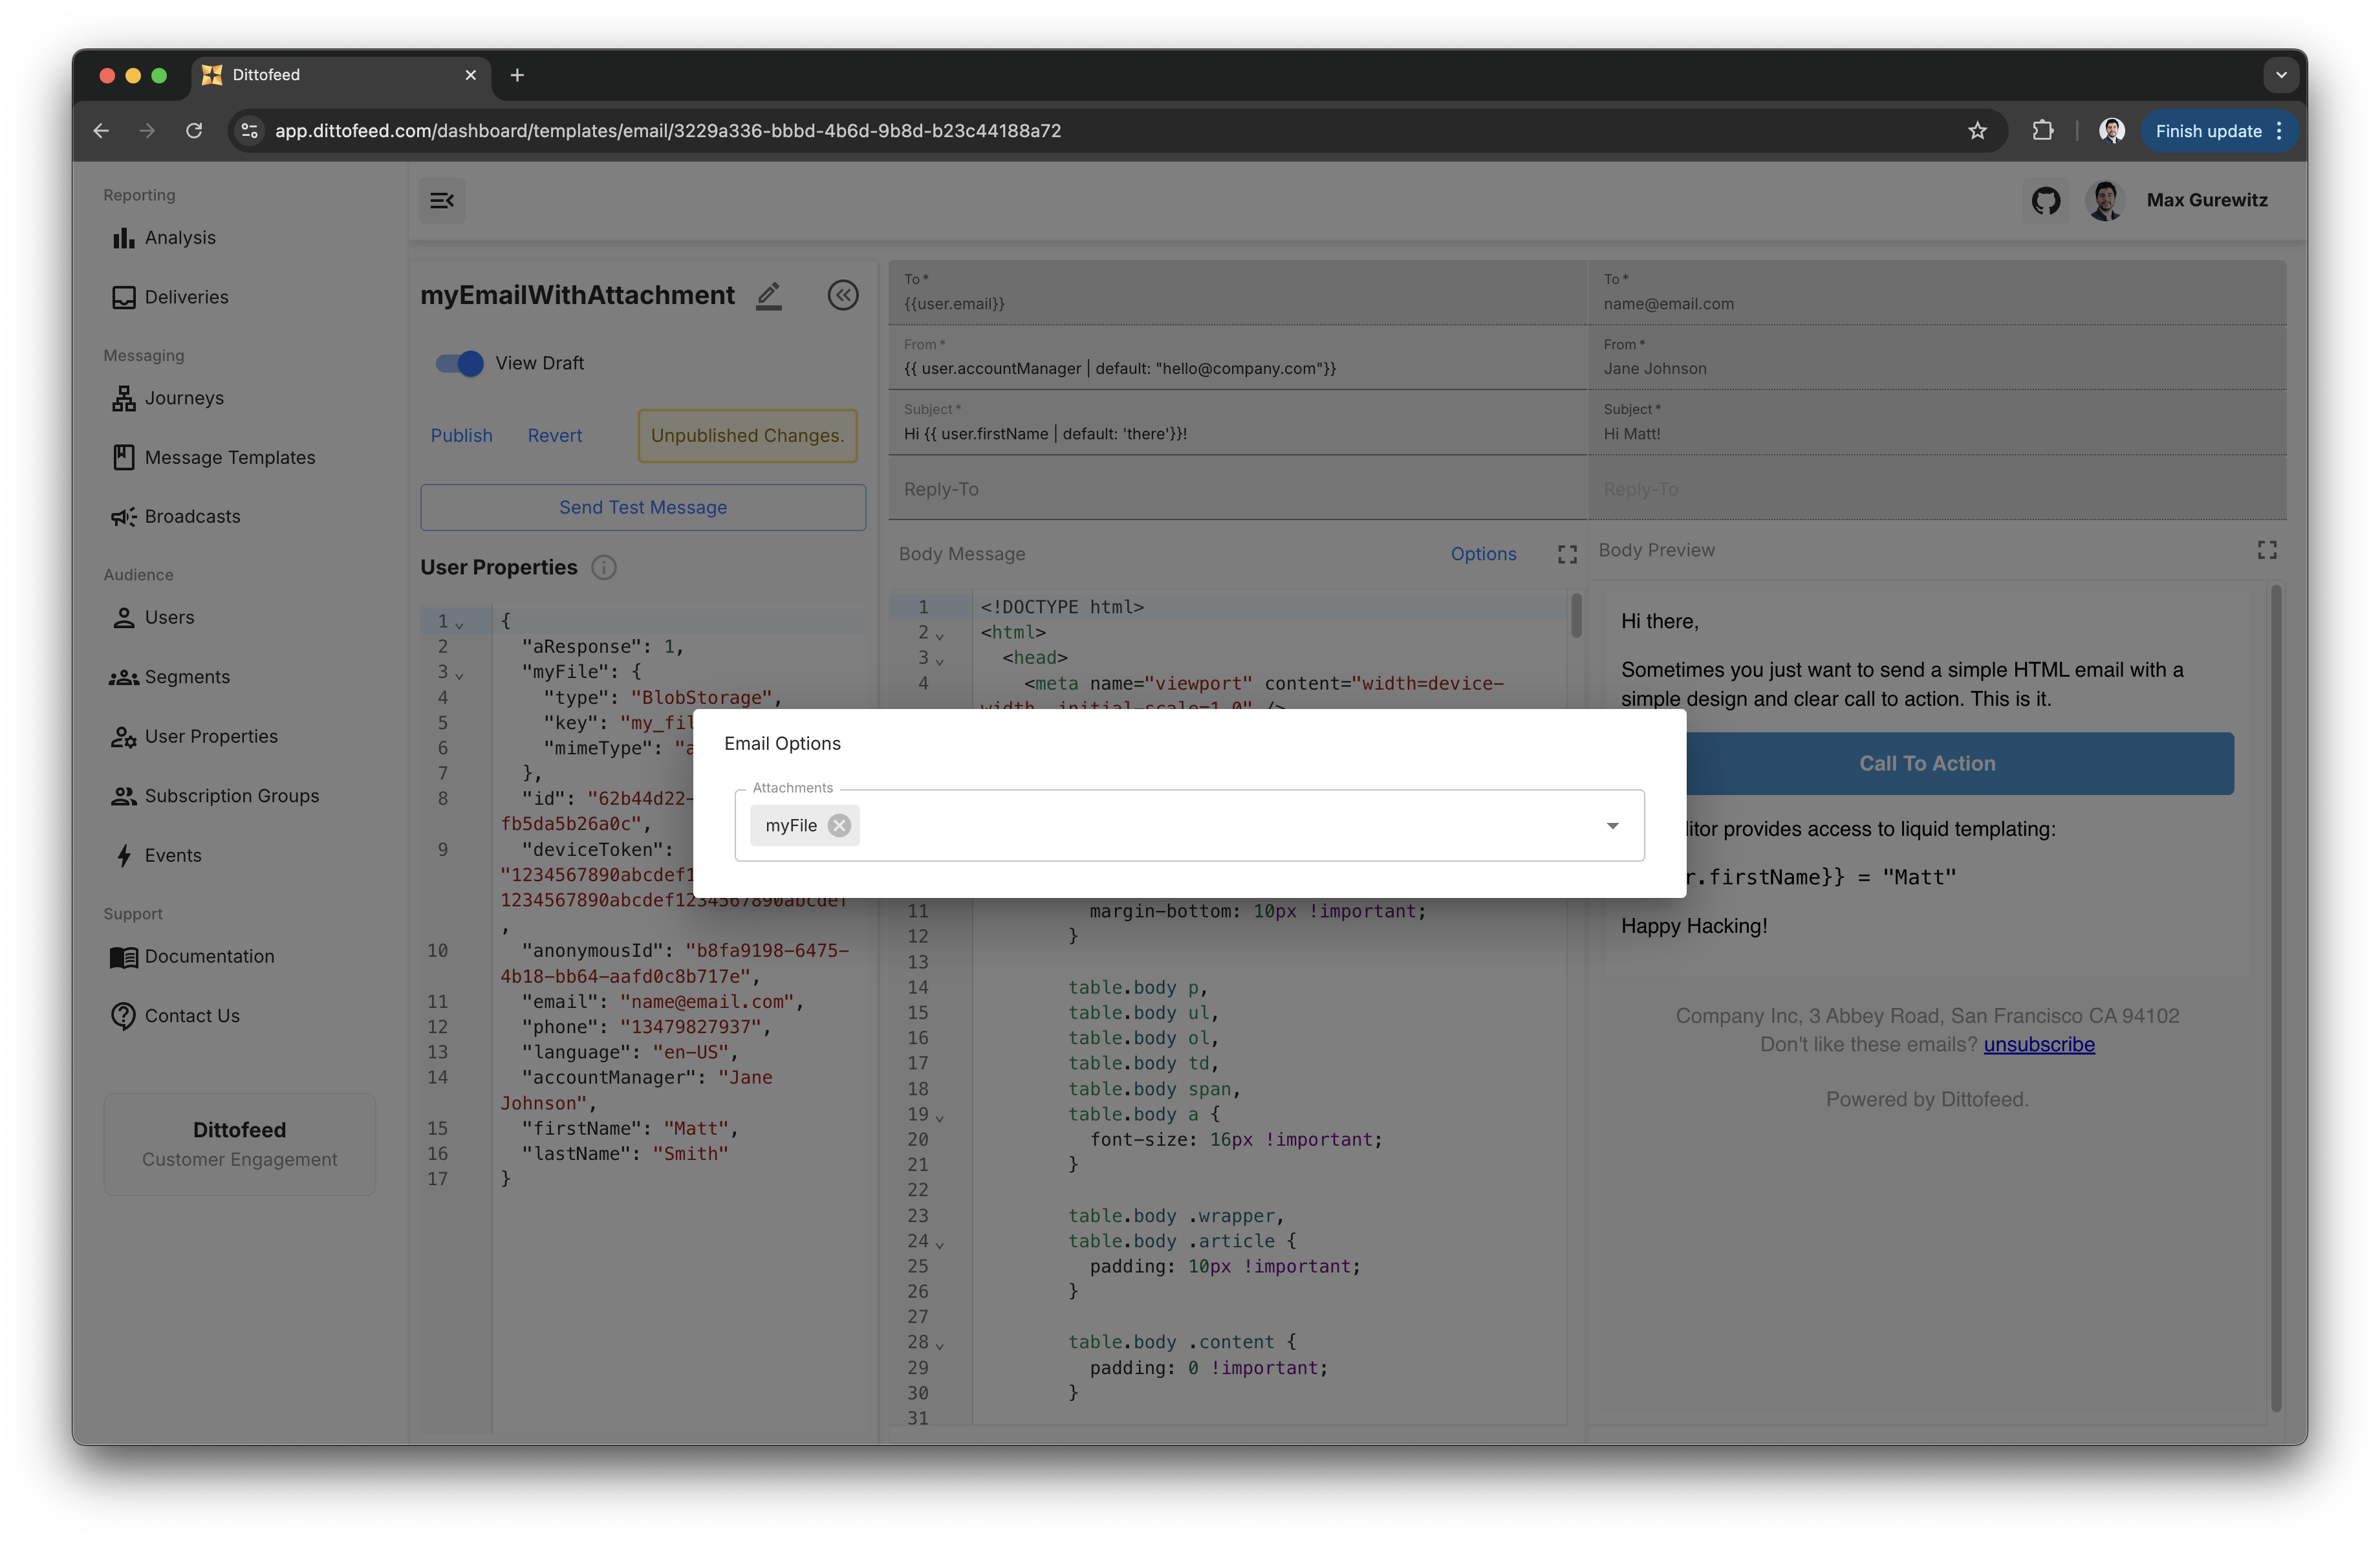 Dittofeed
app.dittofeed.com/dashboard/templates/email/3229a336-bbbd-4b6d-9b8d-b23c44188a72
Finish update
Reporting
Analysis
Deliveries
Messaging
Journeys
Message Templates
Broadcasts
Audience
Users
Segments
User Properties
Subscription Groups
Events
Support
Documentation
Contact Us
Dittofeed
Customer Engagement
Max Gurewitz
myEmailWithAttachment
View Draft
Publish
Revert
Unpublished Changes.
Send Test Message
User Properties
1 {
2 "aResponse": 1,
3 "myFile": {
4 "type": "BlobStorage",
5 "key": "my_fil
6 "mimeType": "a
7 },
8 "id": "62b44d22-
fb5da5b26a0c",
9 "deviceToken":
"1234567890abcdef1
1234567890abcdef1234567890abcdef
,
10 "anonymousId": "b8fa9198-6475-
4b18-bb64-aafd0c8b717e",
11 "email": "name@email.com",
12 "phone": "13479827937",
13 "language": "en-US",
14 "accountManager": "Jane
Johnson",
15 "firstName": "Matt",
16 "lastName": "Smith"
17 }
To *
{{user.email}}
From *
{{ user.accountManager | default: "hello@company.com"}}
Subject *
Hi {{ user.firstName | default: 'there'}}!
Reply-To
Body Message
Options
1 <!DOCTYPE html>
2 <html>
3 <head>
4 <meta name="viewport" content="width=device-
width, initial-scale=1.0" />
11 margin-bottom: 10px !important;
12 }
13
14 table.body p,
15 table.body ul,
16 table.body ol,
17 table.body td,
18 table.body span,
19 table.body a {
20 font-size: 16px !important;
21 }
22
23 table.body .wrapper,
24 table.body .article {
25 padding: 10px !important;
26 }
27
28 table.body .content {
29 padding: 0 !important;
30 }
31
To *
name@email.com
From *
Jane Johnson
Subject *
Hi Matt!
Reply-To
Body Preview
Hi there,
Sometimes you just want to send a simple HTML email with a
simple design and clear call to action. This is it.
Call To Action
itor provides access to liquid templating:
r.firstName}} = "Matt"
Happy Hacking!
Company Inc, 3 Abbey Road, San Francisco CA 94102
Don't like these emails? unsubscribe
Powered by Dittofeed.
Email Options
Attachments
myFile